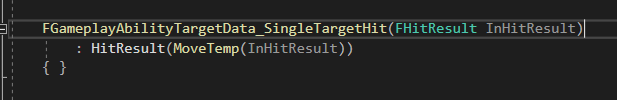 FGameplayAbilityTargetData_SingleTargetHit(FHitResult InHitResult)
: HitResult(MoveTemp(InHitResult))
{ }